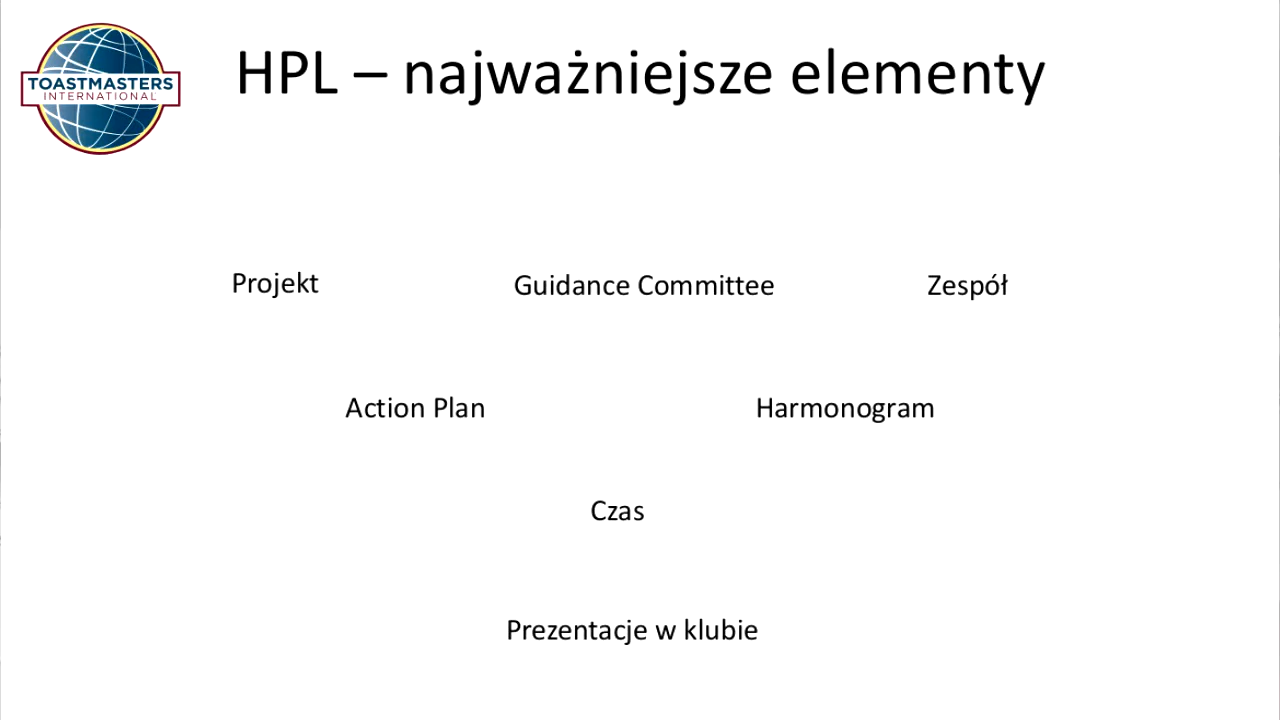 TOASTMASTERS
INTERNATIONAL
HPL – najważniejsze elementy
Projekt
Guidance Committee
Zespół
Action Plan
Harmonogram
Czas
Prezentacje w klubie